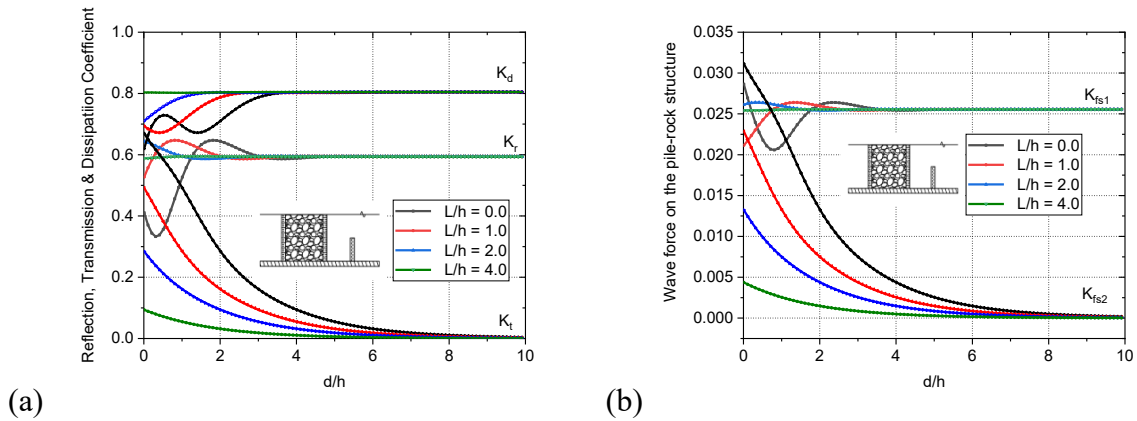 Reflection, Transmission & Dissipation Coefficient
1.0
0.8
0.6
0.4
0.2
0.0
K_d
K_r
K_t
L/h = 0.0
L/h = 1.0
L/h = 2.0
L/h = 4.0
0 2 4 6 8 10
d/h
(a)
Wave force on the pile-rock structure
0.035
0.030
0.025
0.020
0.015
0.010
0.005
0.000
K_fs1
K_fs2
L/h = 0.0
L/h = 1.0
L/h = 2.0
L/h = 4.0
0 2 4 6 8 10
d/h
(b)